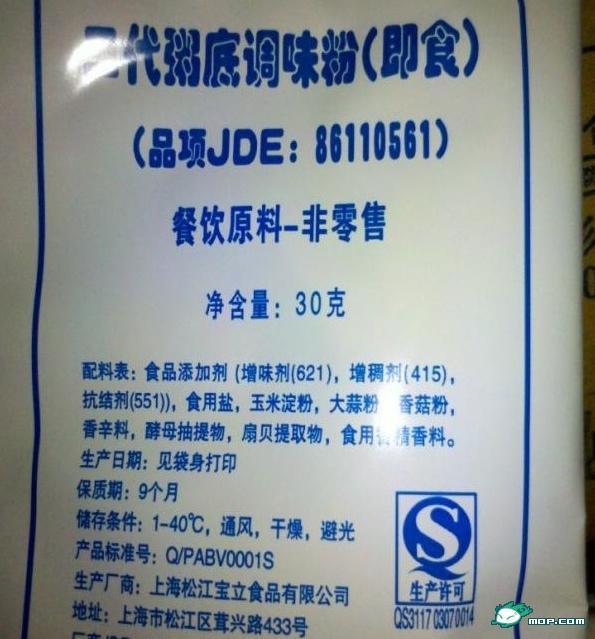 二代粥底调味粉(即食)
(品项JDE：86110561)
餐饮原料-非零售
净含量：30克
配料表：食品添加剂 (增味剂(621)，增稠剂(415)，
抗结剂(551))，食用盐，玉米淀粉，大蒜粉，香菇粉，
香辛料，酵母抽提物，扇贝提取物，食用香精香料。
生产日期：见袋身打印
保质期：9个月
储存条件：1-40℃，通风，干燥，避光
产品标准号：Q/PABV0001S
生产厂商：上海松江宝立食品有限公司
地址：上海市松江区茸兴路433号
生产许可
QS3117 0307 0014
MOP.COM